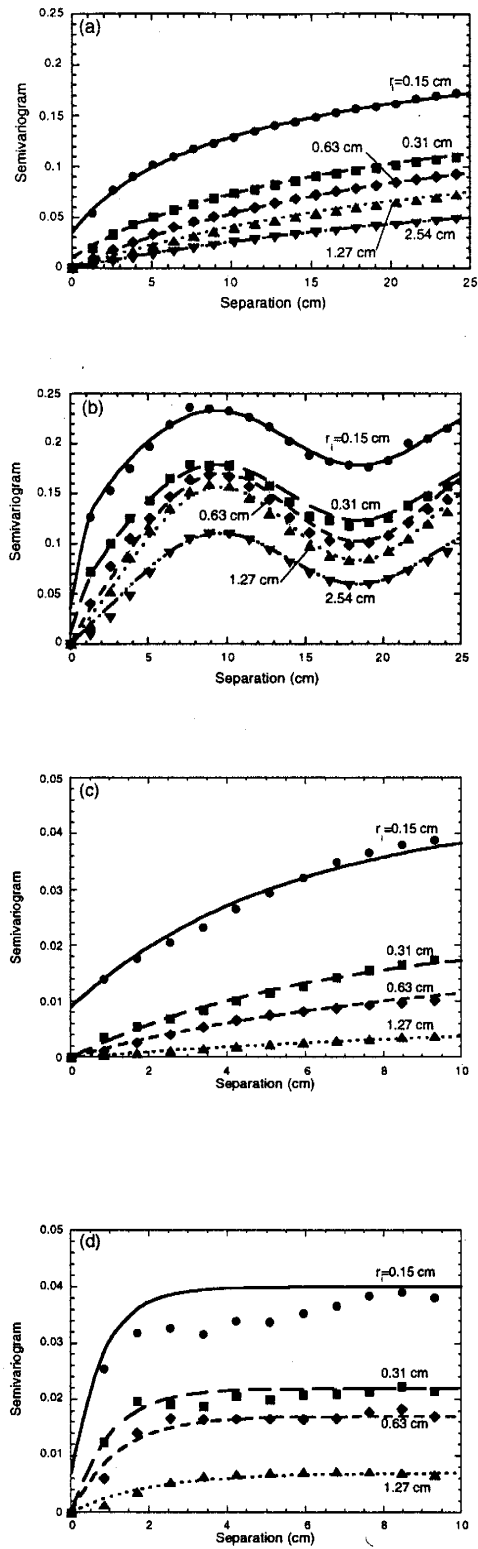 (a)
0.25
0.2
0.15
0.1
0.05
0
Semivariogram
r i=0.15 cm
0.63 cm
0.31 cm
2.54 cm
1.27 cm
0 5 10 15 20 25
Separation (cm)
(b)
0.25
0.2
0.15
0.1
0.05
0
Semivariogram
r i=0.15 cm
0.31 cm
0.63 cm
1.27 cm
2.54 cm
0 5 10 15 20 25
Separation (cm)
(c)
0.05
0.04
0.03
0.02
0.01
0
Semivariogram
r i=0.15 cm
0.31 cm
0.63 cm
1.27 cm
0 2 4 6 8 10
Separation (cm)
(d)
0.05
0.04
0.03
0.02
0.01
0
Semivariogram
r i=0.15 cm
0.31 cm
0.63 cm
1.27 cm
0 2 4 6 8 10
Separation (cm)